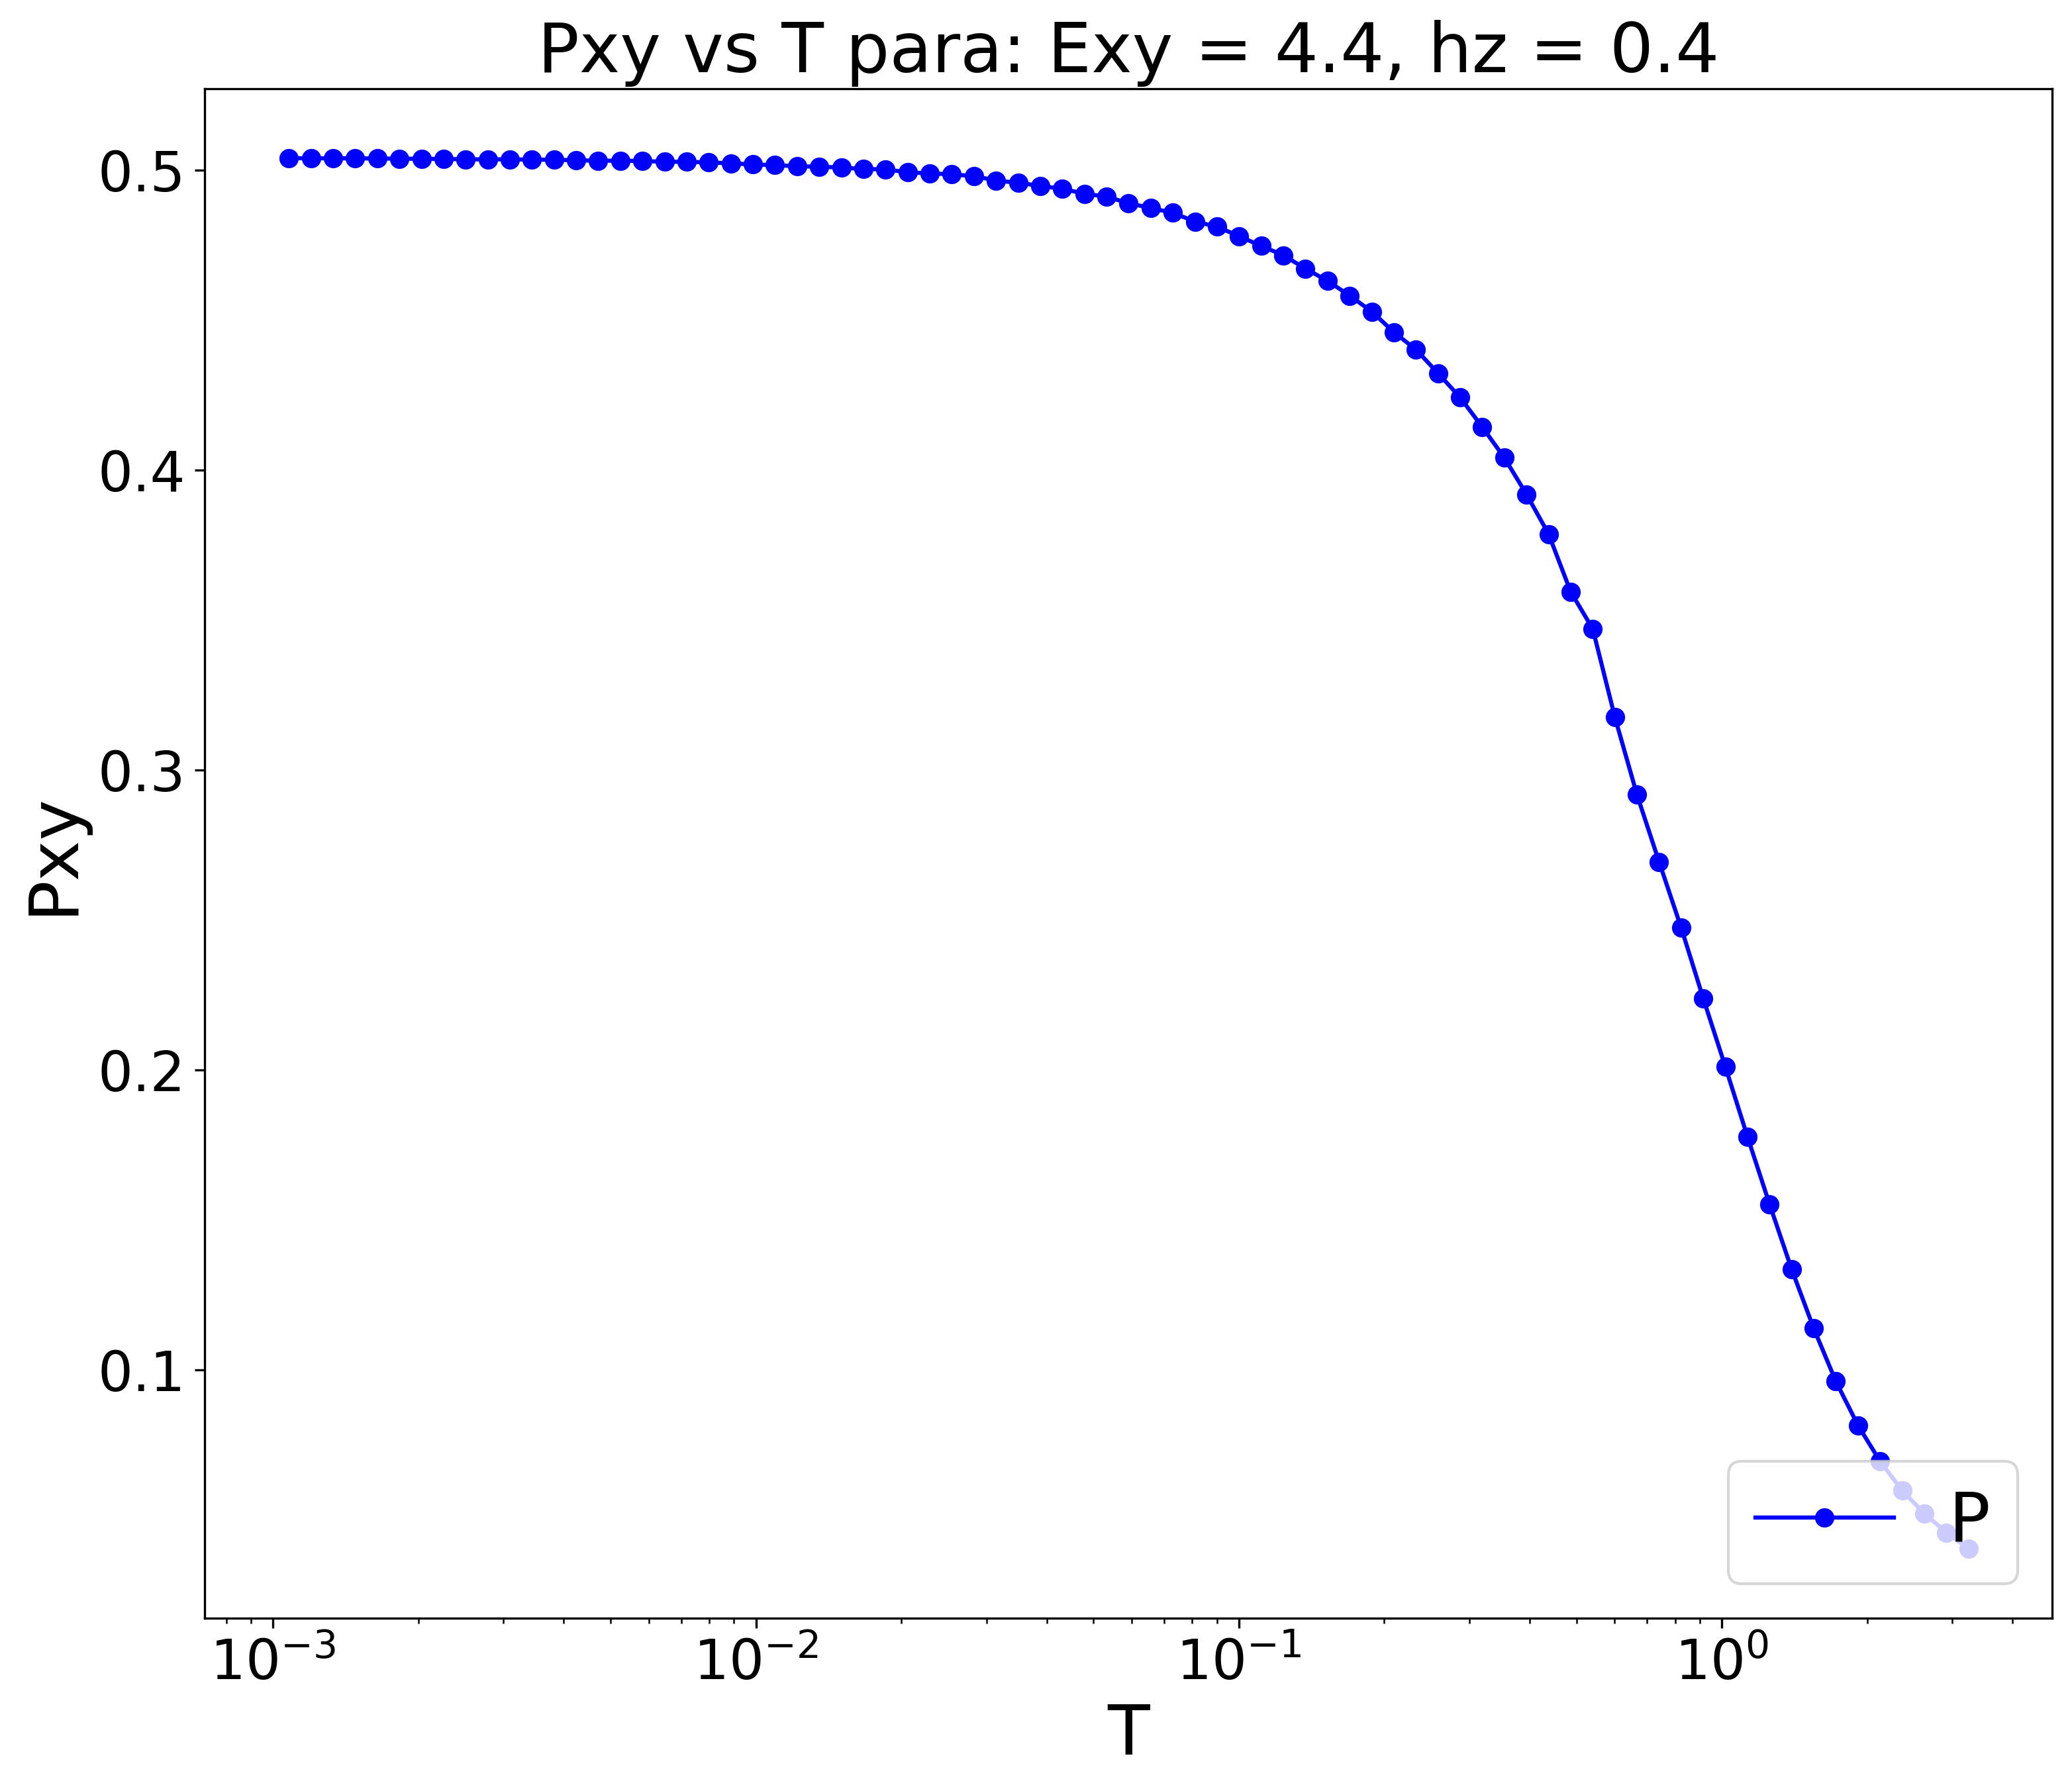 Pxy vs T para: Exy = 4.4, hz = 0.4
0.5
0.4
0.3
0.2
0.1
Pxy
P
10⁻³ 10⁻² 10⁻¹ 10⁰
T